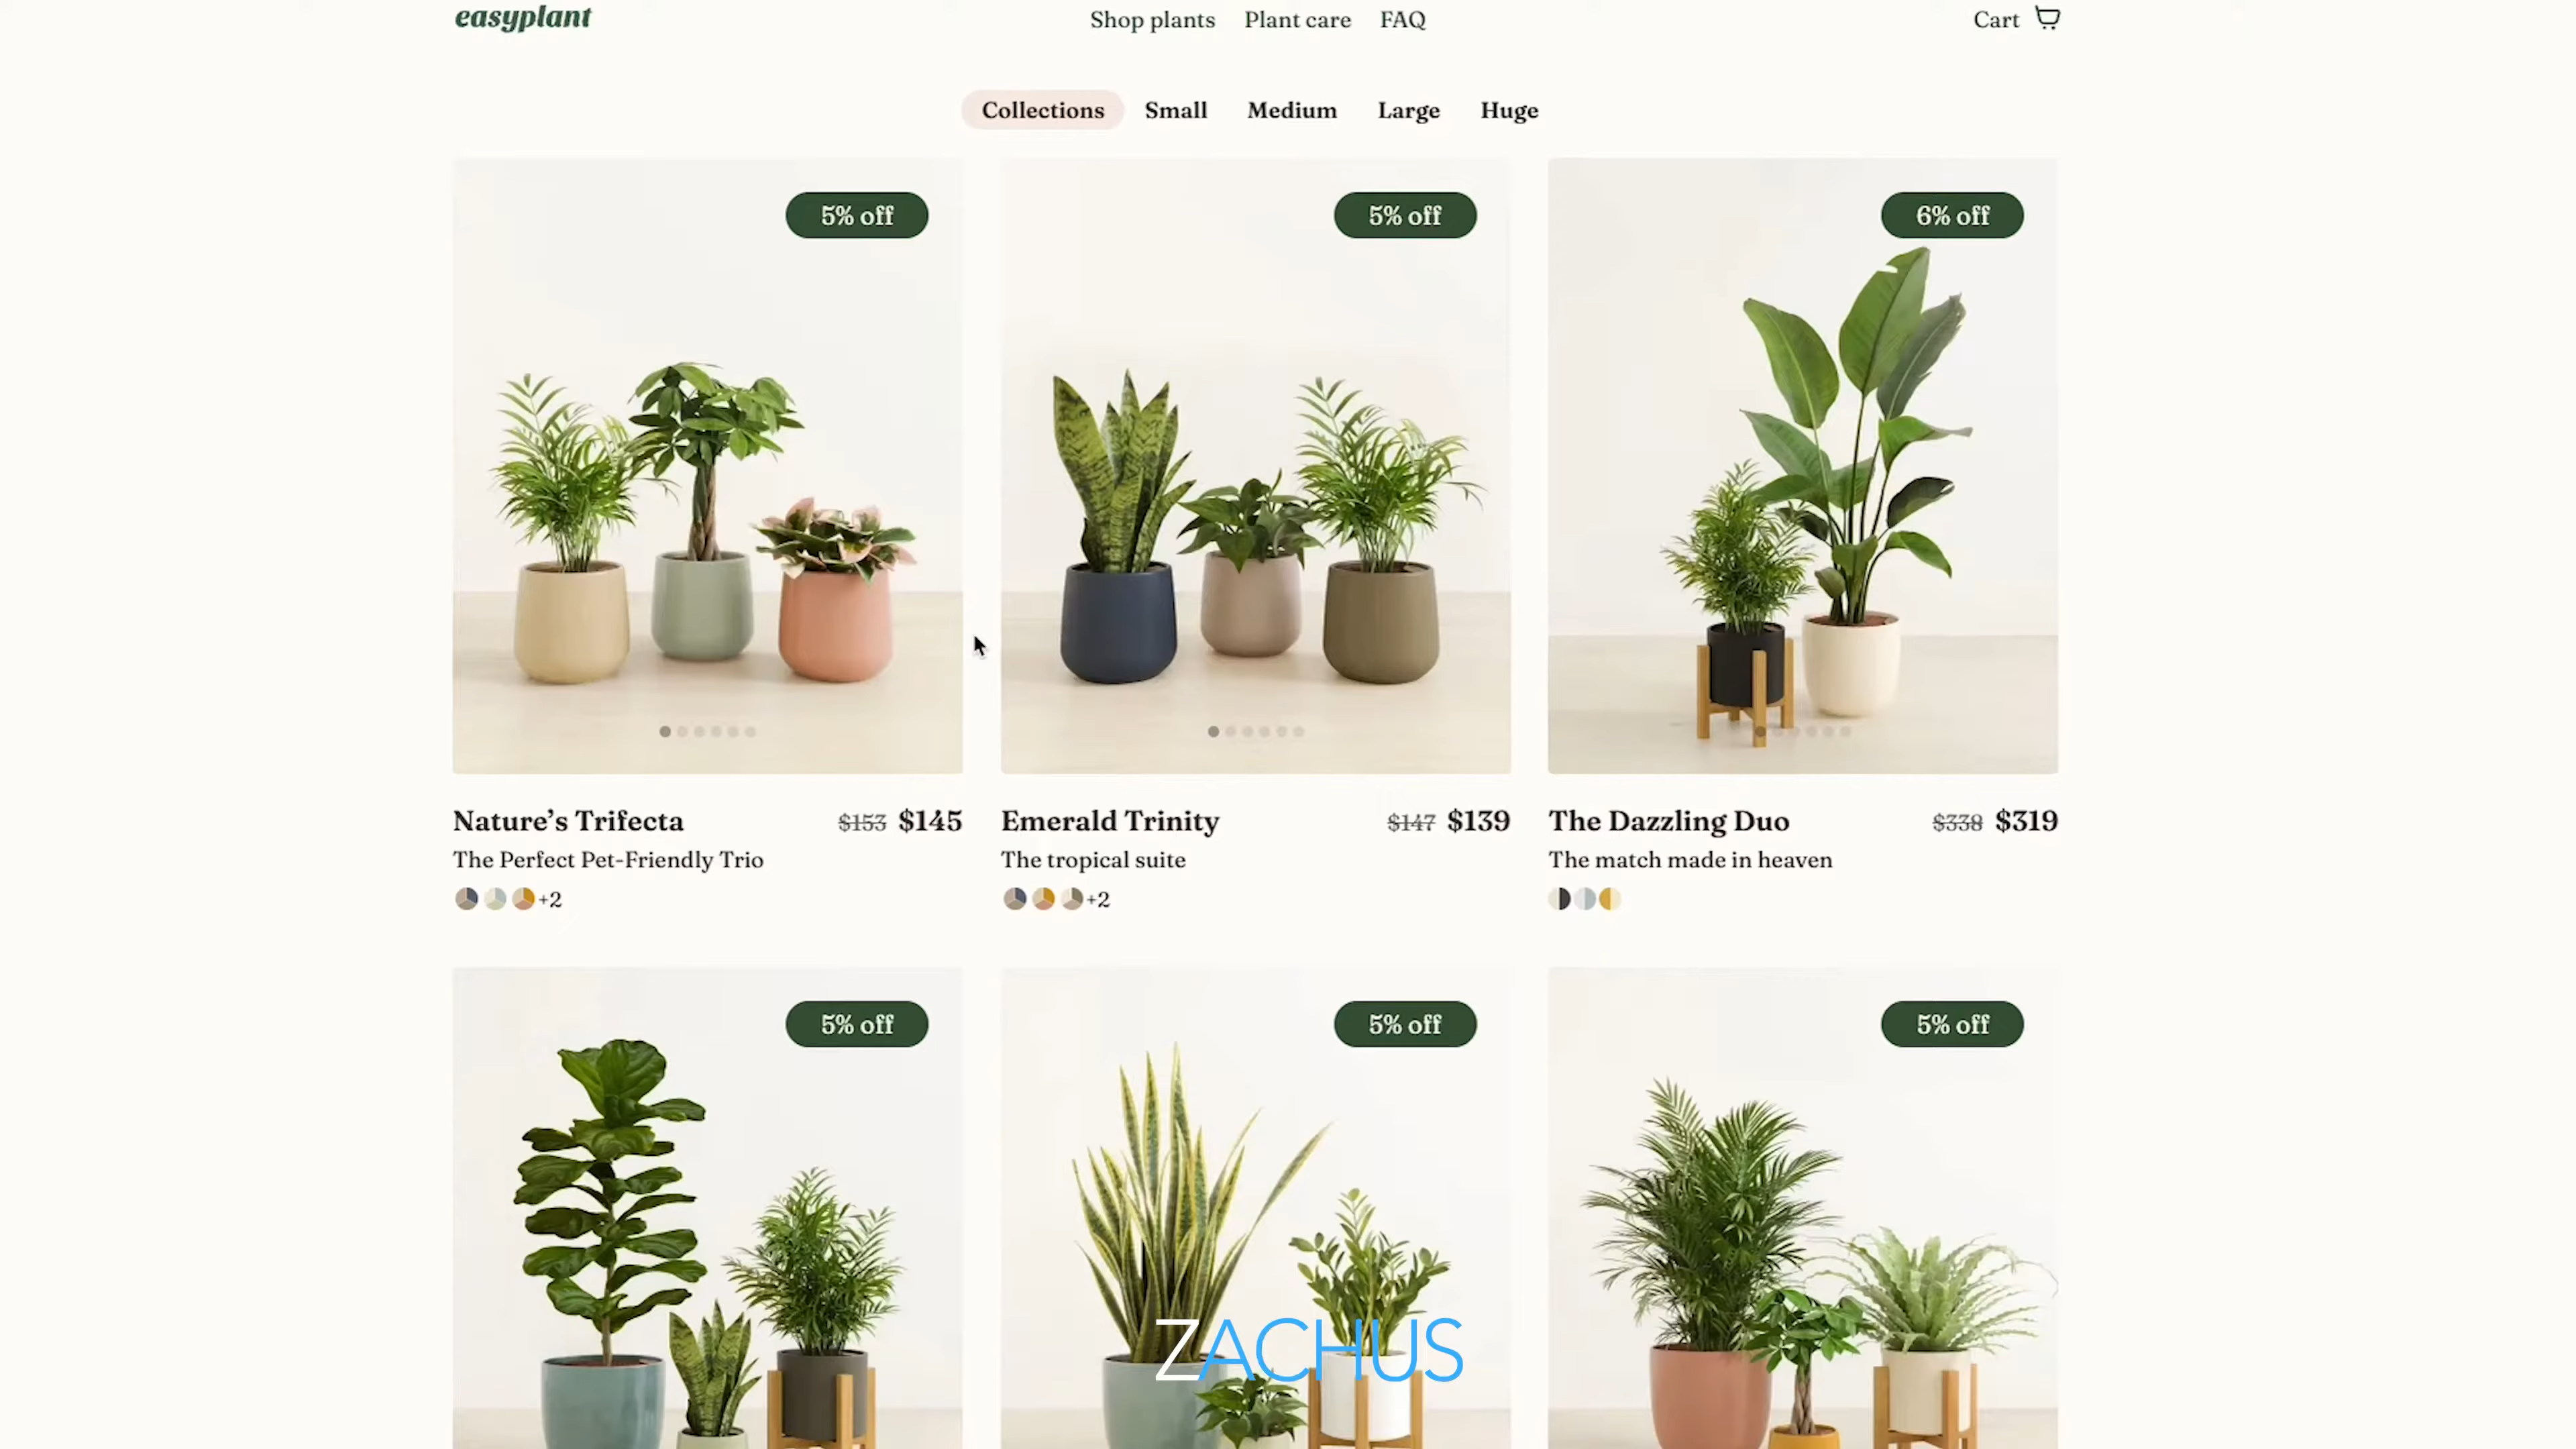 easyplant
Shop plants Plant care FAQ
Cart
Collections Small Medium Large Huge
5% off
5% off
6% off
Nature’s Trifecta $153 $145
The Perfect Pet-Friendly Trio
+2
Emerald Trinity $147 $139
The tropical suite
+2
The Dazzling Duo $338 $319
The match made in heaven
5% off
5% off
5% off
ZACHUS